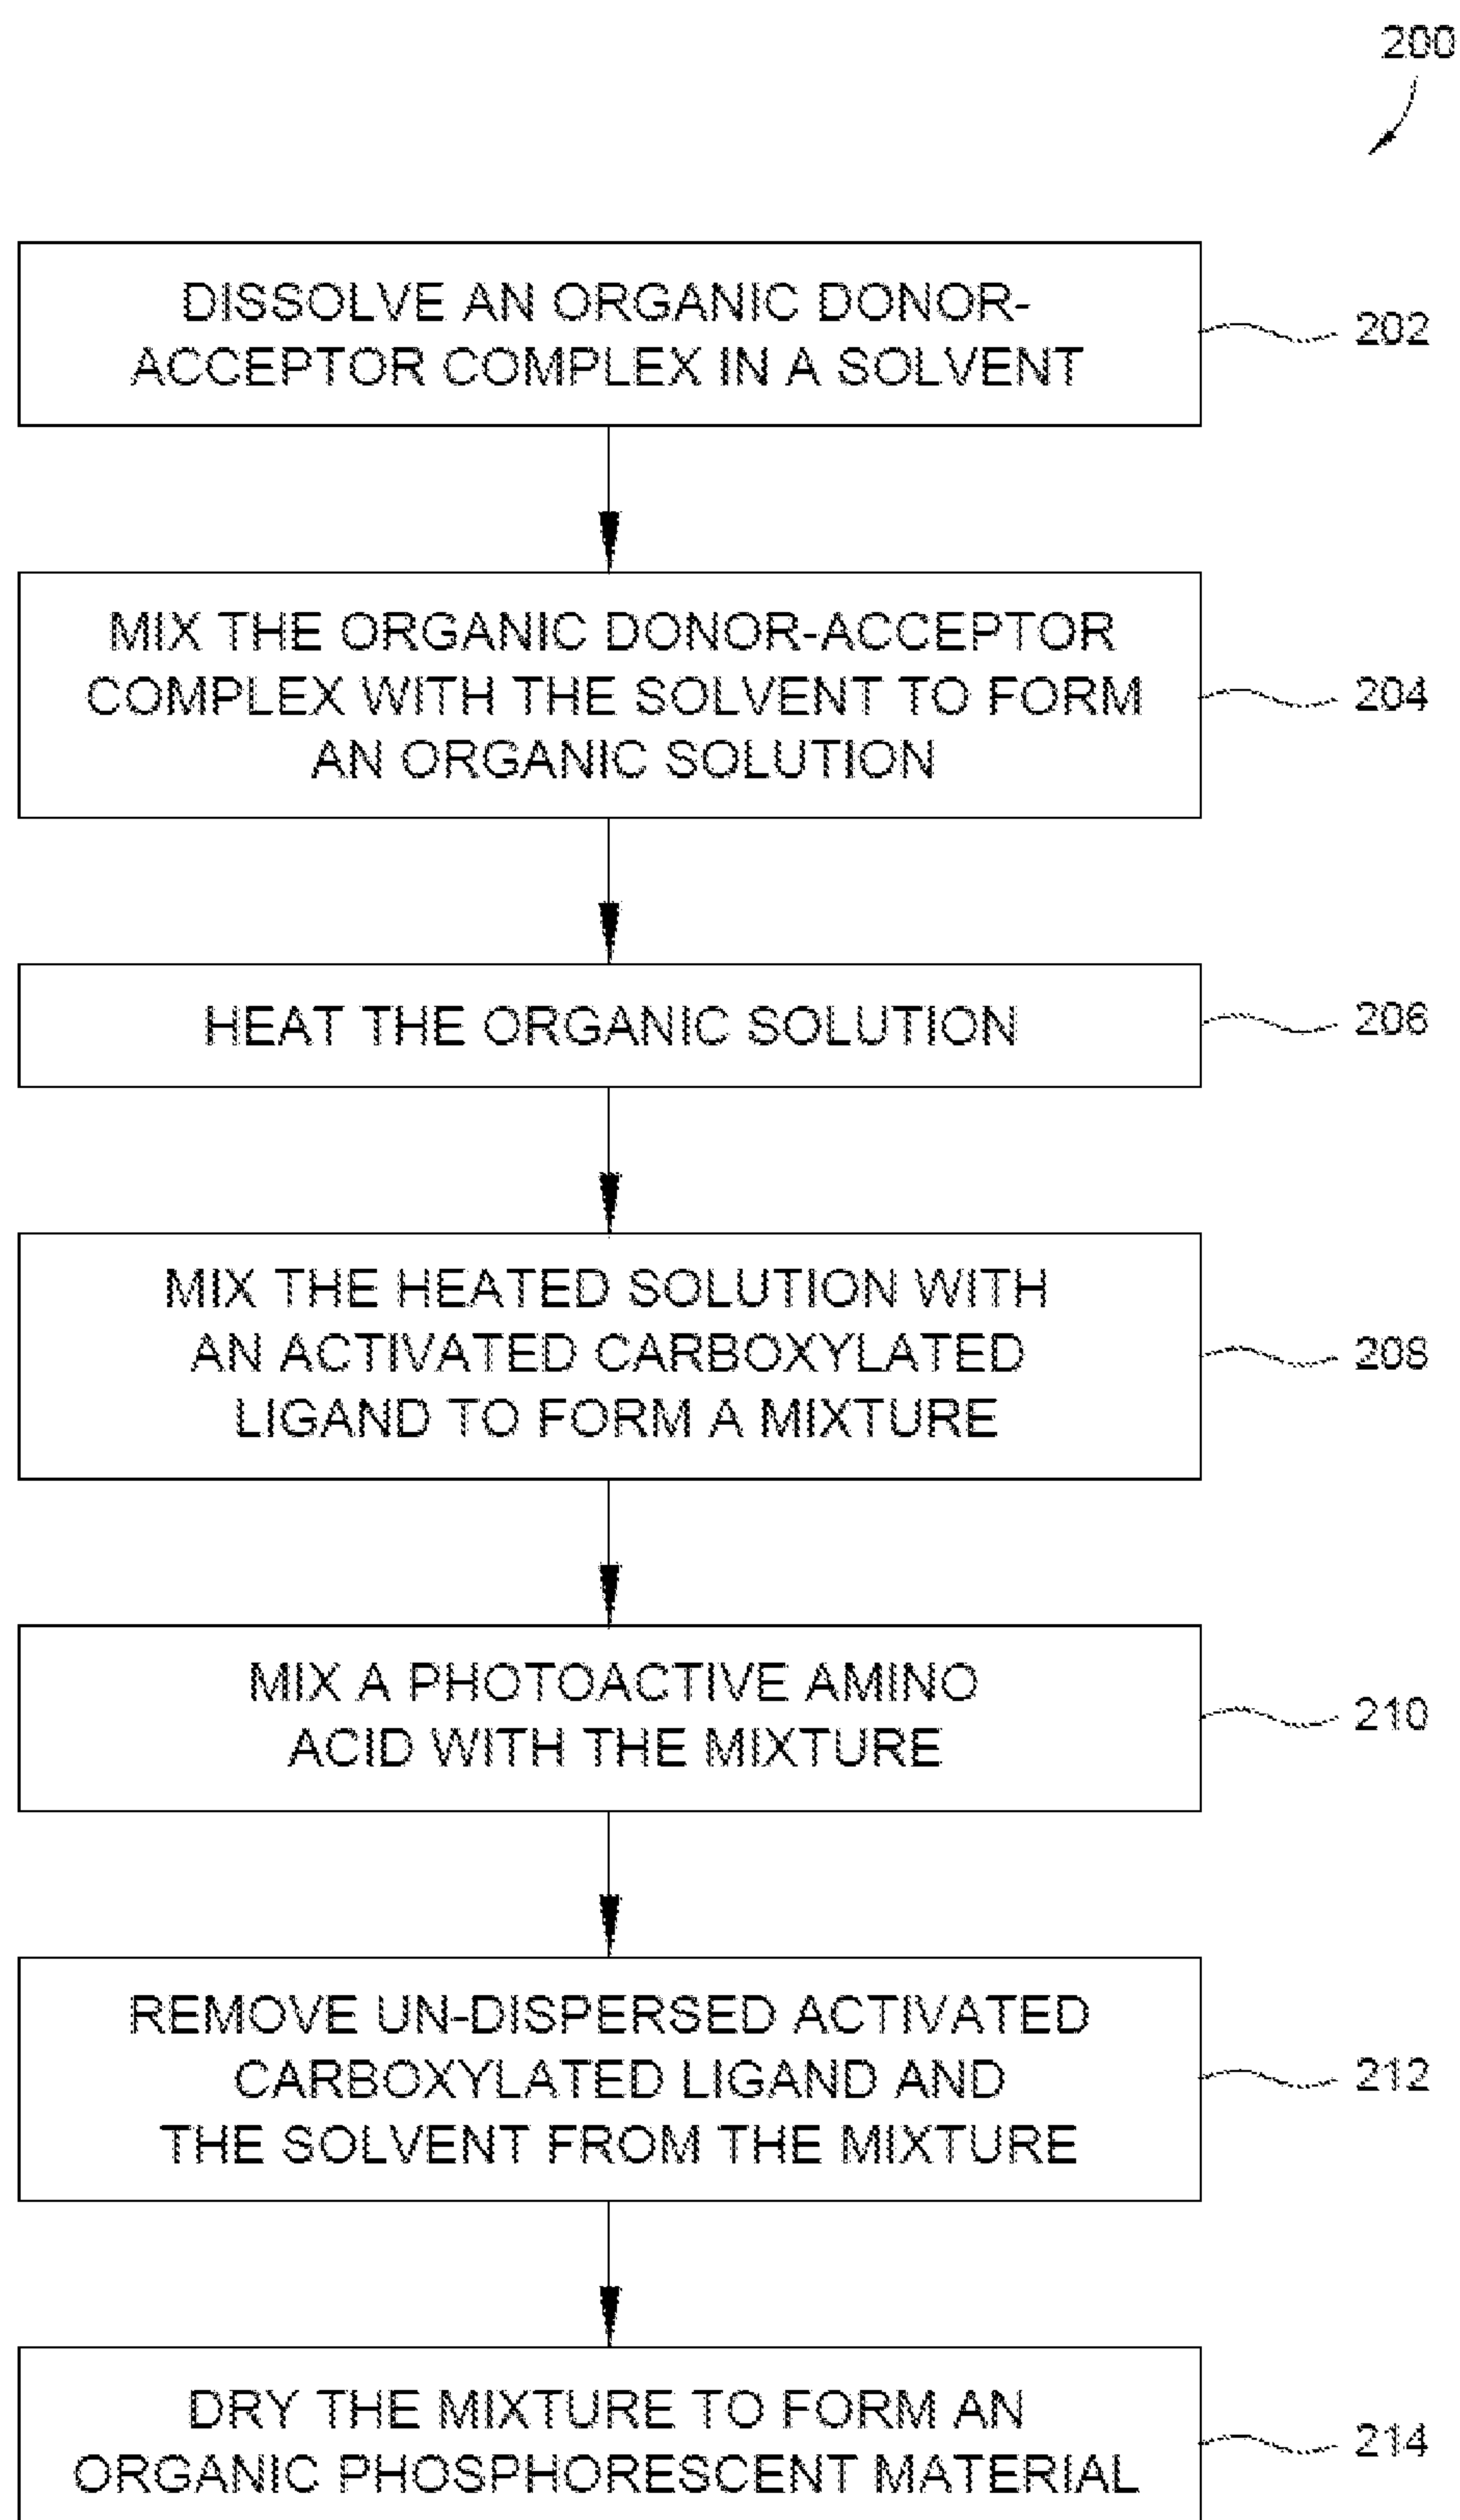 200
DISSOLVE AN ORGANIC DONOR-
ACCEPTOR COMPLEX IN A SOLVENT
202
MIX THE ORGANIC DONOR-ACCEPTOR
COMPLEX WITH THE SOLVENT TO FORM
AN ORGANIC SOLUTION
204
HEAT THE ORGANIC SOLUTION
206
MIX THE HEATED SOLUTION WITH
AN ACTIVATED CARBOXYLATED
LIGAND TO FORM A MIXTURE
208
MIX A PHOTOACTIVE AMINO
ACID WITH THE MIXTURE
210
REMOVE UN-DISPERSED ACTIVATED
CARBOXYLATED LIGAND AND
THE SOLVENT FROM THE MIXTURE
212
DRY THE MIXTURE TO FORM AN
ORGANIC PHOSPHORESCENT MATERIAL
214